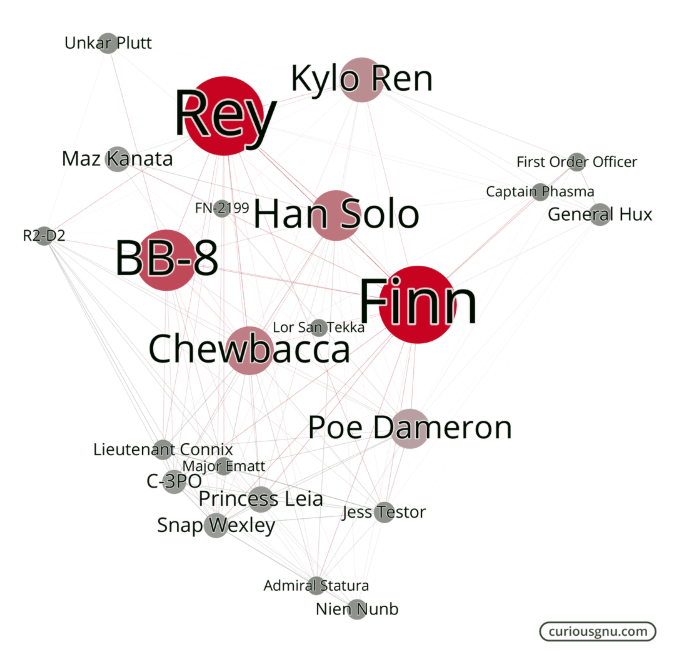 Unkar Plutt
Kylo Ren
Rey
Maz Kanata
First Order Officer
Captain Phasma
FN-2199
Han Solo
General Hux
R2-D2
BB-8
Finn
Lor San Tekka
Chewbacca
Poe Dameron
Lieutenant Connix
Major Ematt
C-3PO
Princess Leia
Jess Testor
Snap Wexley
Admiral Statura
Nien Nunb
curiousgnu.com